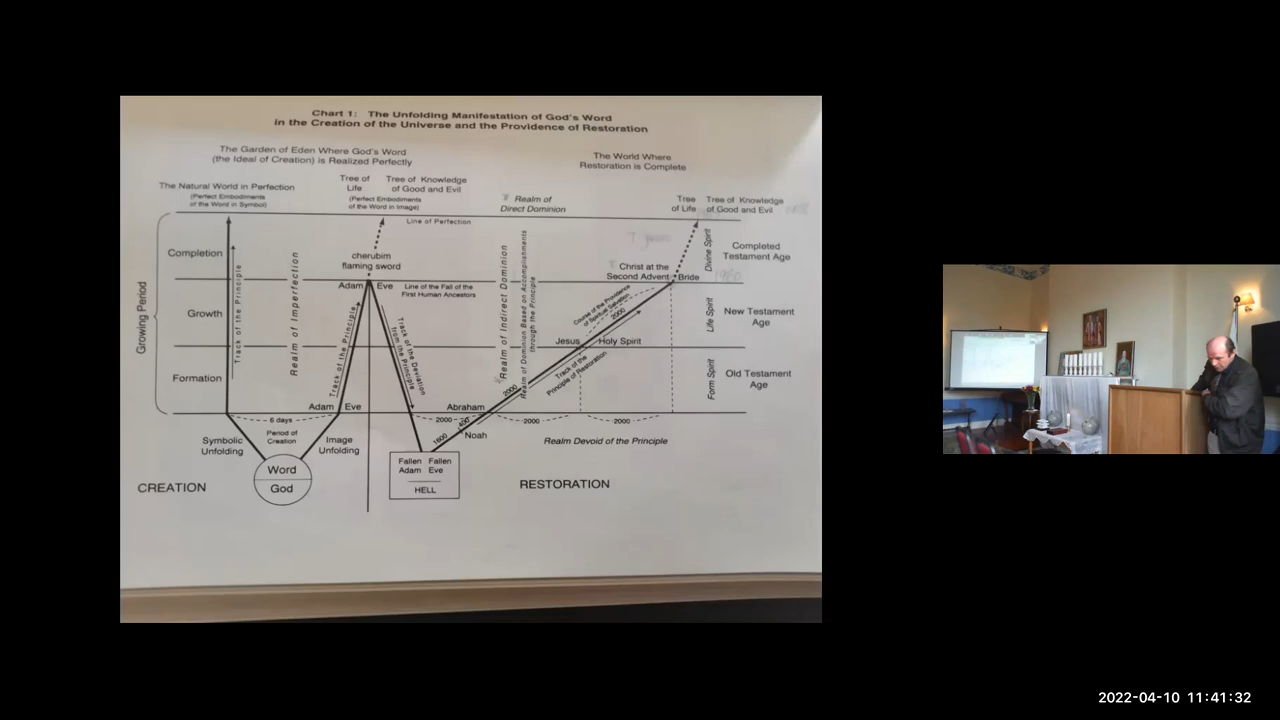 Chart 1: The Unfolding Manifestation of God's Word
in the Creation of the Universe and the Providence of Restoration
The Garden of Eden Where God's Word
(the Ideal of Creation) is Realized Perfectly
The World Where
Restoration is Complete
The Natural World in Perfection
(Perfect Embodiments
of the Word in Symbol)
Tree of
Life
Tree of Knowledge
of Good and Evil
(Perfect Embodiments
of the Word in Image)
Realm of
Direct Dominion
Tree
of Life
Tree of Knowledge
of Good and Evil
Line of Perfection
Growing Period
Completion
Growth
Formation
Track of the Principle
Realm of Imperfection
cherubim
flaming sword
Adam
Eve
Line of the Fall of the
First Human Ancestors
Track of the Principle
Track of the Deviation
from the Principle
Realm of Indirect Dominion
Realm of Dominion Based on Accomplishments
through the Principle
7 years
Christ at the
Second Advent
Bride
Course of the Providence
of Spiritual Salvation
2000
Jesus
Holy Spirit
Track of the
Principle of Restoration
Divine Spirit
Life Spirit
Form Spirit
Completed
Testament Age
New Testament
Age
Old Testament
Age
Adam
Eve
Abraham
2000
6 days
Period of
Creation
2000
400
1600
Noah
2000
2000
Symbolic
Unfolding
Image
Unfolding
Word
God
Fallen Fallen
Adam Eve
HELL
Realm Devoid of the Principle
CREATION
RESTORATION
2022-04-10 11:41:32